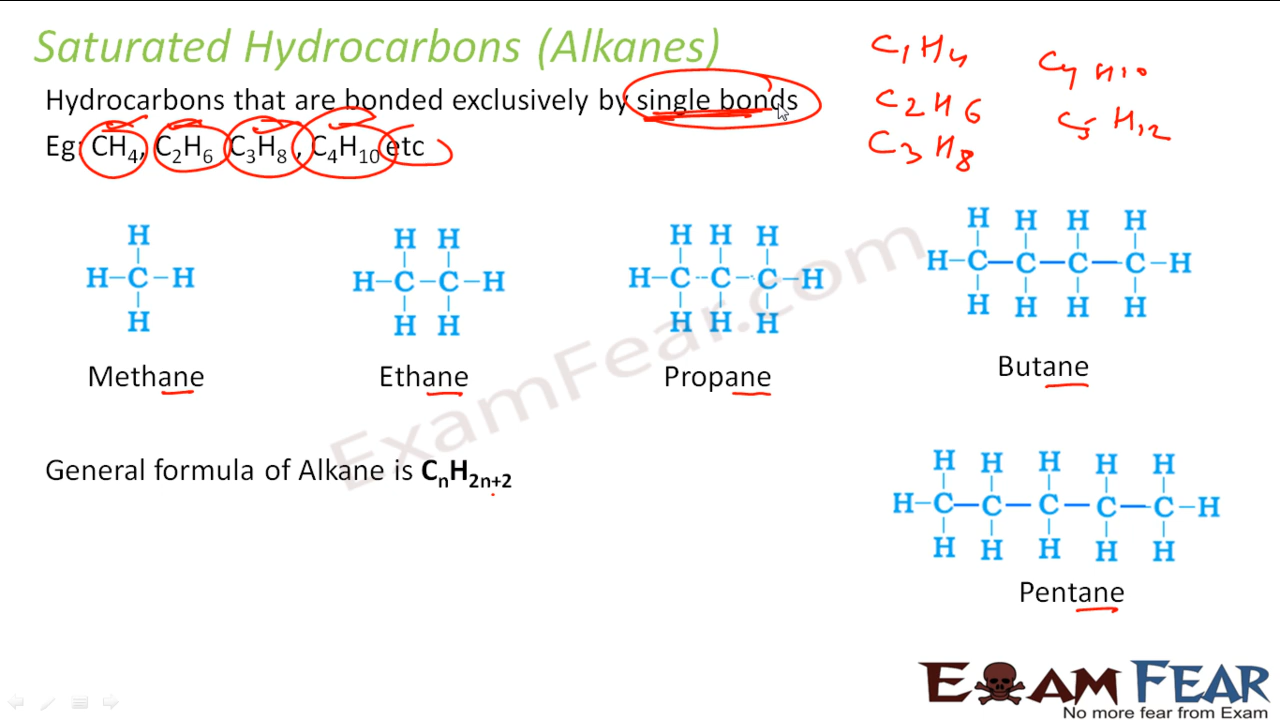 Saturated Hydrocarbons (Alkanes)
Hydrocarbons that are bonded exclusively by single bonds
Eg: CH₄, C₂H₆ C₃H₈ , C₄H₁₀ etc
C₁H₄
C₂H₆
C₃H₈
C₄H₁₀
C₅H₁₂
H
H–C–H
H
Methane
H H
H–C–C–H
H H
Ethane
H H H
H–C–C–C–H
H H H
Propane
H H H H
H–C–C–C–C–H
H H H H
Butane
General formula of Alkane is CₙH₂ₙ₊₂
H H H H H
H–C–C–C–C–C–H
H H H H H
Pentane
ExamFear.com
EXAM FEAR
No more fear from Exam